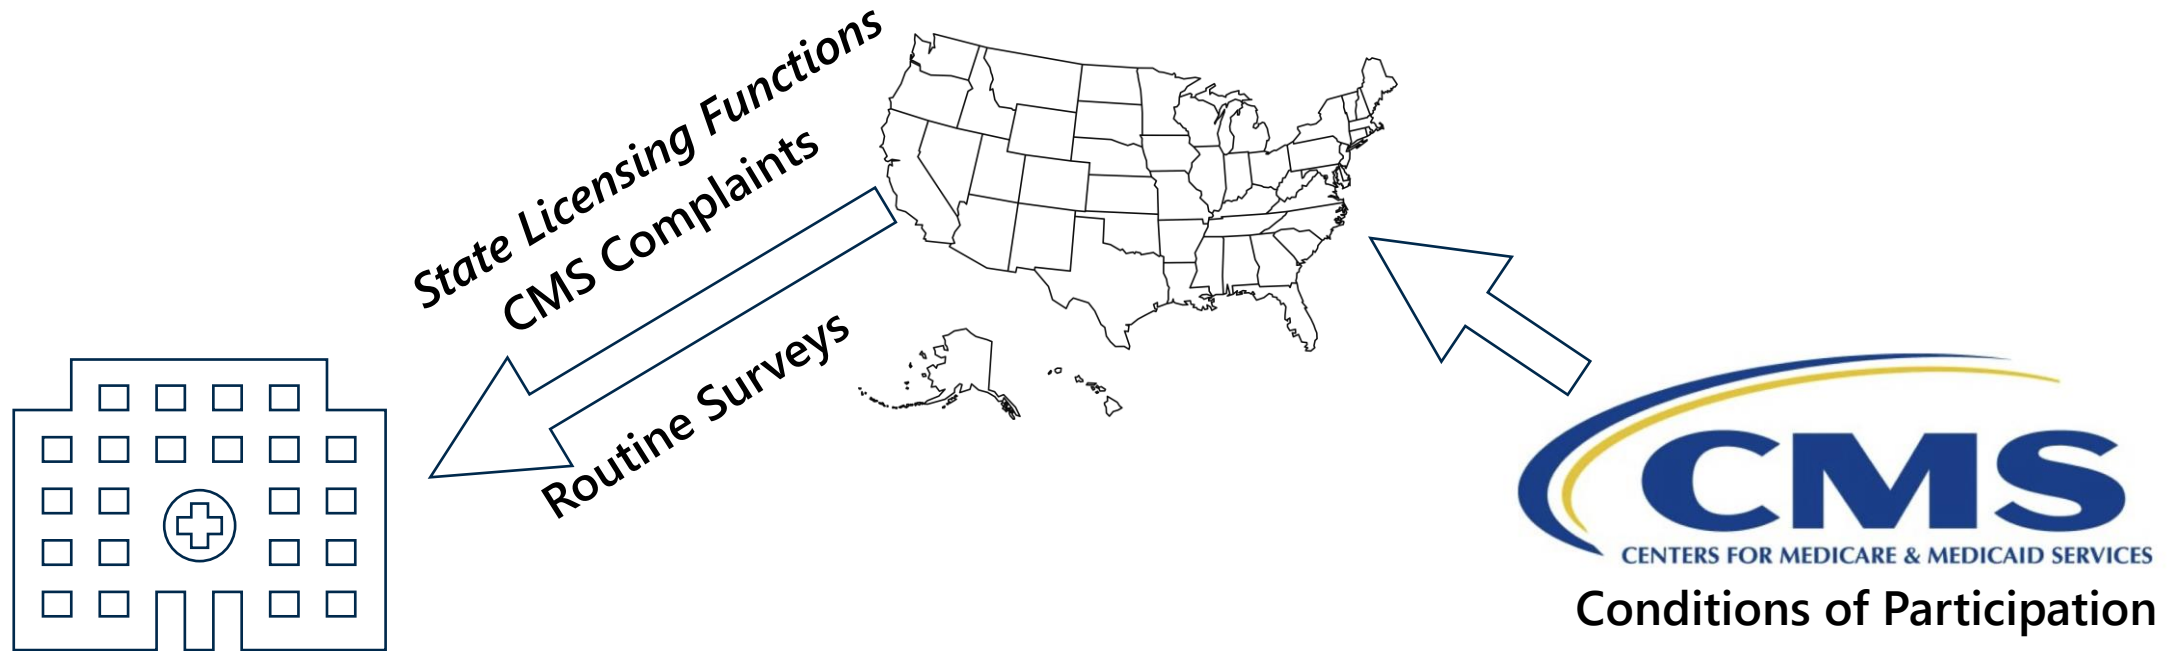 State Licensing Functions
CMS Complaints
Routine Surveys
CMS
CENTERS FOR MEDICARE & MEDICAID SERVICES
Conditions of Participation